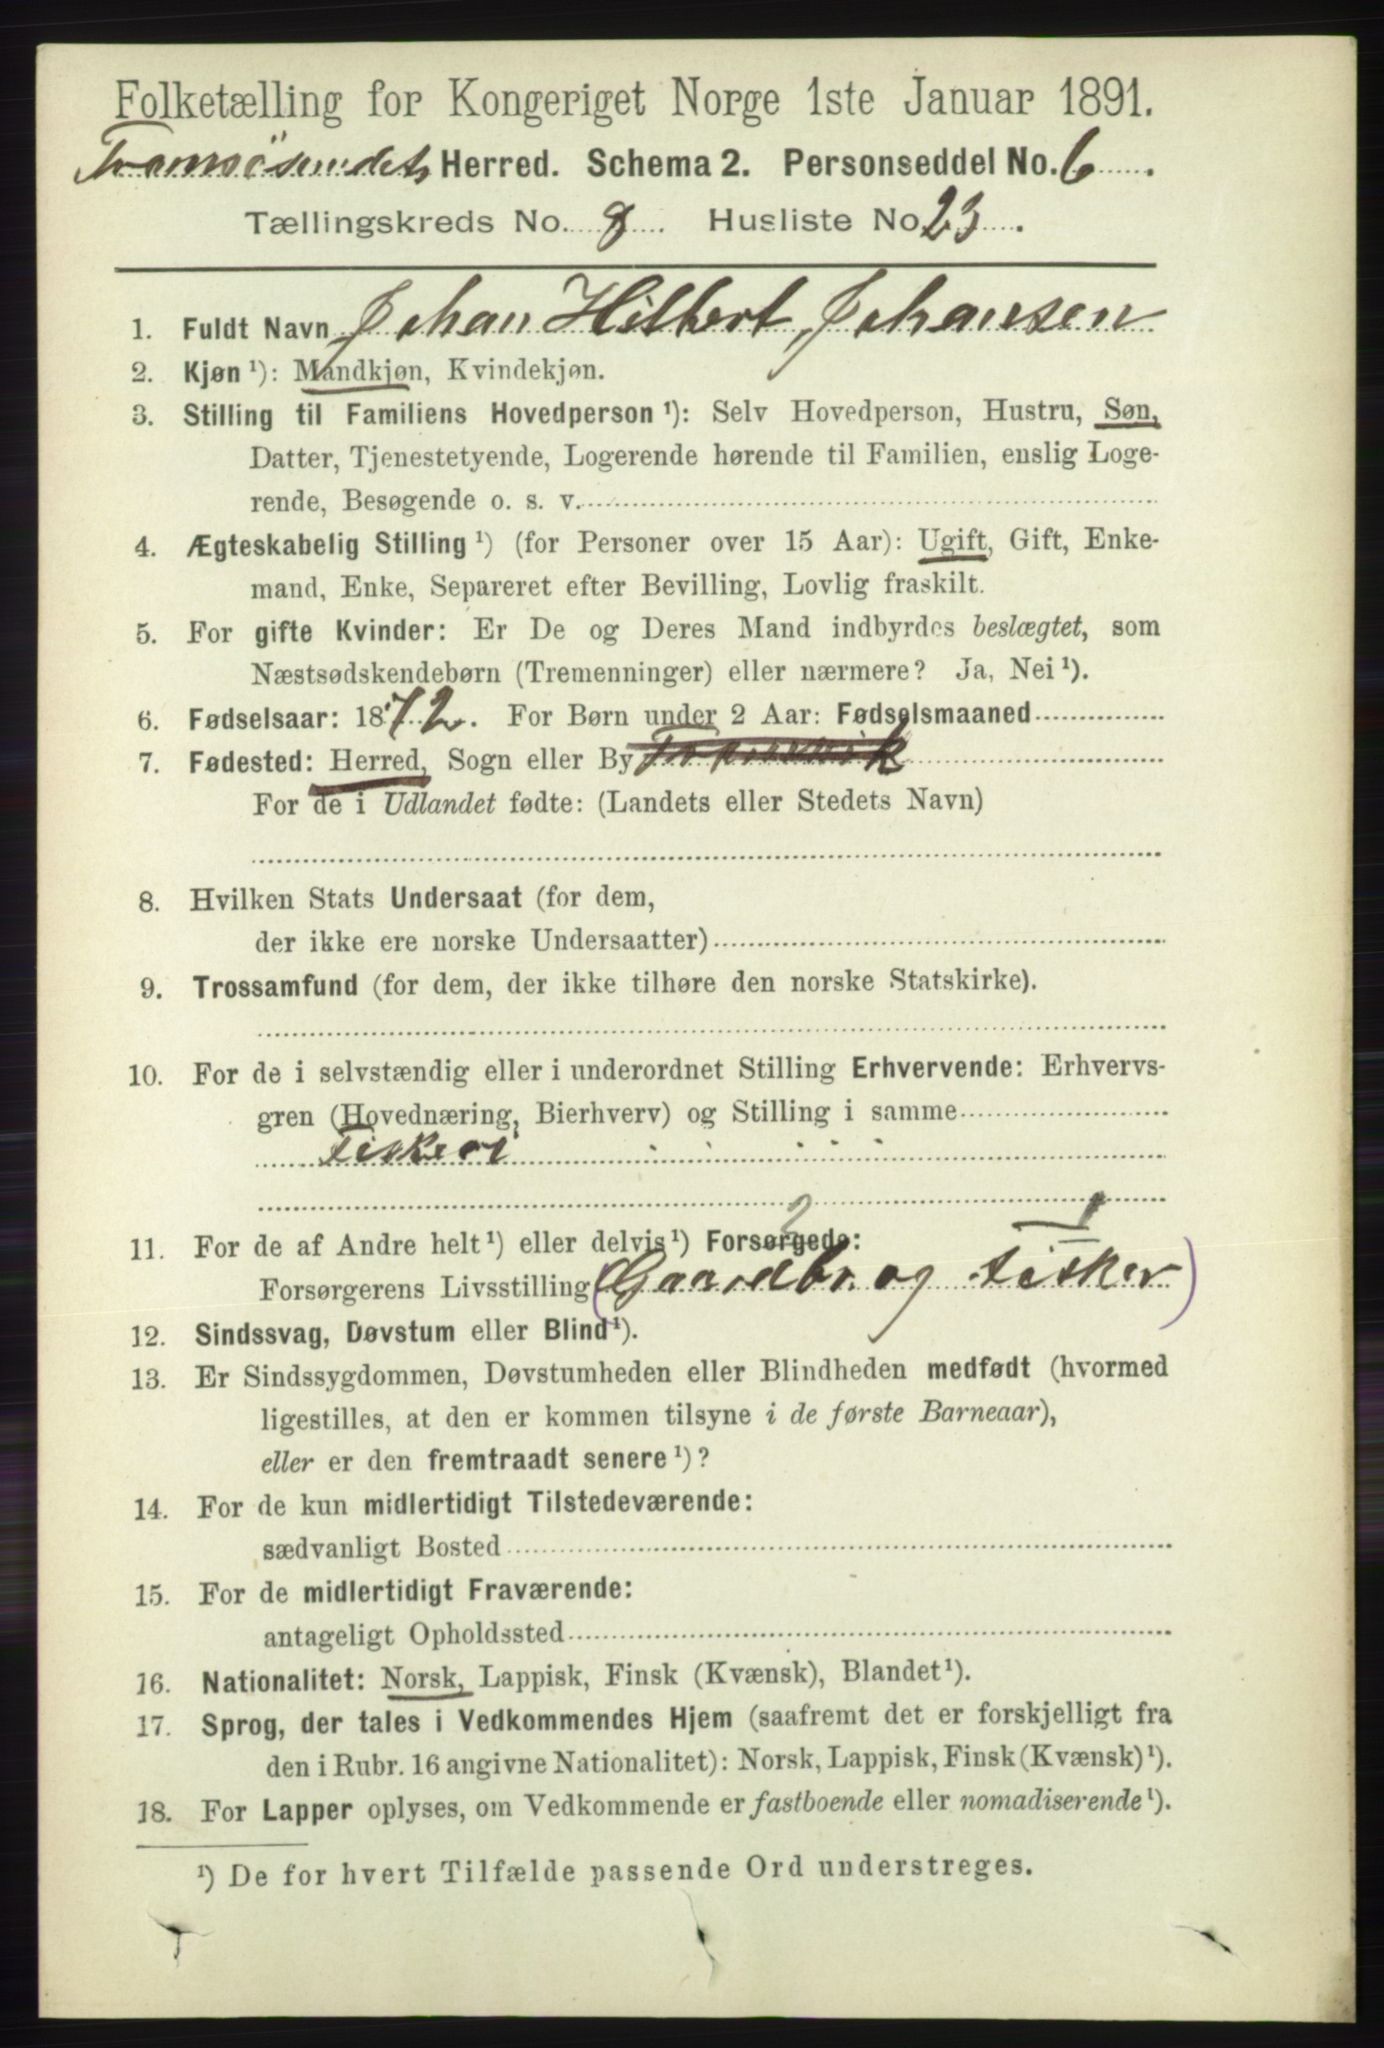 Folketælling for Kongeriget Norge 1ste Januar 1891.
Tromsøsundets Herred. Schema 2. Personseddel No. 6.
Tællingskreds No. 8. Husliste No. 23.
1. Fuldt Navn Johan Hilbert Johansen
2. Kjøn ¹): Mandkjøn, Kvindekjøn.
3. Stilling til Familiens Hovedperson ¹): Selv Hovedperson, Hustru, Søn,
Datter, Tjenestetyende, Logerende hørende til Familien, enslig Loge-
rende, Besøgende o. s. v.
4. Ægteskabelig Stilling ¹) (for Personer over 15 Aar): Ugift, Gift, Enke-
mand, Enke, Separeret efter Bevilling, Lovlig fraskilt.
5. For gifte Kvinder: Er De og Deres Mand indbyrdes beslægtet, som
Næstsødskendebørn (Tremenninger) eller nærmere? Ja, Nei ¹).
6. Fødselsaar: 1872. For Børn under 2 Aar: Fødselsmaaned
7. Fødested: Herred, Sogn eller By
For de i Udlandet fødte: (Landets eller Stedets Navn)
8. Hvilken Stats Undersaat (for dem,
der ikke ere norske Undersaatter)
9. Trossamfund (for dem, der ikke tilhøre den norske Statskirke).
10. For de i selvstændig eller i underordnet Stilling Erhvervende: Erhvervs-
gren (Hovednæring, Bierhverv) og Stilling i samme
Fiskeri
2 1
11. For de af Andre helt ¹) eller delvis ¹) Forsørgede:
Forsørgerens Livsstilling (Gaardbr. og Fisker)
12. Sindssvag, Døvstum eller Blind ¹).
13. Er Sindssygdommen, Døvstumheden eller Blindheden medfødt (hvormed
ligestilles, at den er kommen tilsyne i de første Barneaar),
eller er den fremtraadt senere ¹)?
14. For de kun midlertidigt Tilstedeværende:
sædvanligt Bosted
15. For de midlertidigt Fraværende:
antageligt Opholdssted
16. Nationalitet: Norsk, Lappisk, Finsk (Kvænsk), Blandet ¹).
17. Sprog, der tales i Vedkommendes Hjem (saafremt det er forskjelligt fra
den i Rubr. 16 angivne Nationalitet): Norsk, Lappisk, Finsk (Kvænsk) ¹).
18. For Lapper oplyses, om Vedkommende er fastboende eller nomadiserende ¹).
¹) De for hvert Tilfælde passende Ord understreges.